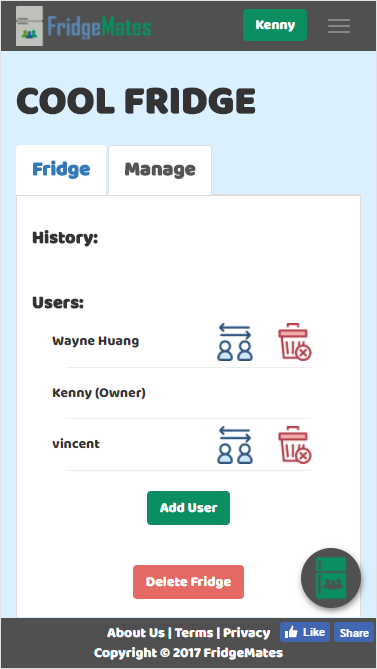 FridgeMates
Kenny
COOL FRIDGE
Fridge
Manage
History:
Users:
Wayne Huang
Kenny (Owner)
vincent
Add User
Delete Fridge
About Us | Terms | Privacy
Like
Share
Copyright © 2017 FridgeMates